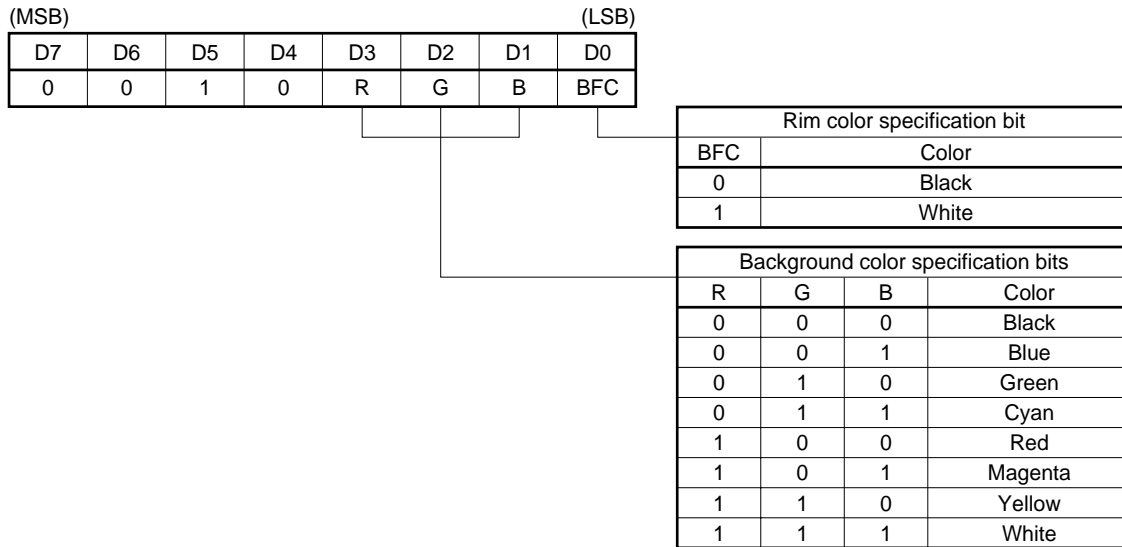 (MSB) (LSB)
D7 D6 D5 D4 D3 D2 D1 D0
0 0 1 0 R G B BFC
Rim color specification bit
BFC Color
0 Black
1 White
Background color specification bits
R G B Color
0 0 0 Black
0 0 1 Blue
0 1 0 Green
0 1 1 Cyan
1 0 0 Red
1 0 1 Magenta
1 1 0 Yellow
1 1 1 White